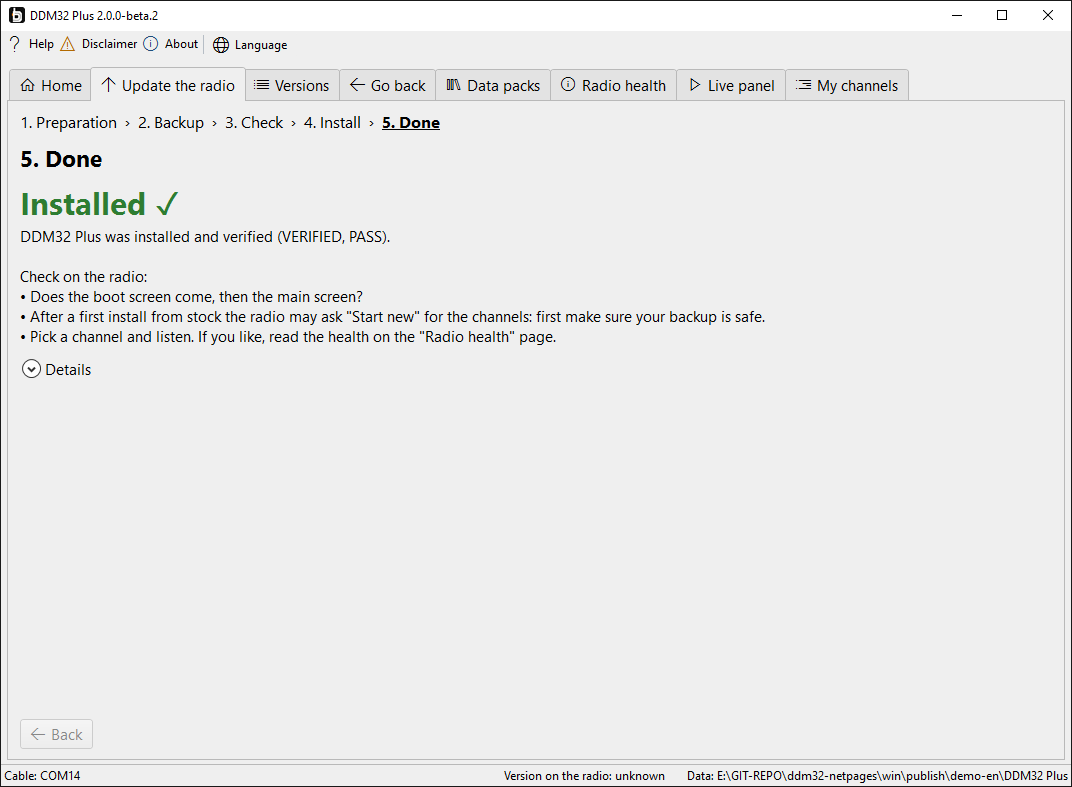 DDM32 Plus 2.0.0-beta.2
? Help Disclaimer About Language
Home Update the radio Versions Go back Data packs Radio health Live panel My channels
1. Preparation › 2. Backup › 3. Check › 4. Install › 5. Done
5. Done
Installed ✓
DDM32 Plus was installed and verified (VERIFIED, PASS).
Check on the radio:
• Does the boot screen come, then the main screen?
• After a first install from stock the radio may ask "Start new" for the channels: first make sure your backup is safe.
• Pick a channel and listen. If you like, read the health on the "Radio health" page.
Details
Back
Cable: COM14 Version on the radio: unknown Data: E:\GIT-REPO\ddm32-netpages\win\publish\demo-en\DDM32 Plus